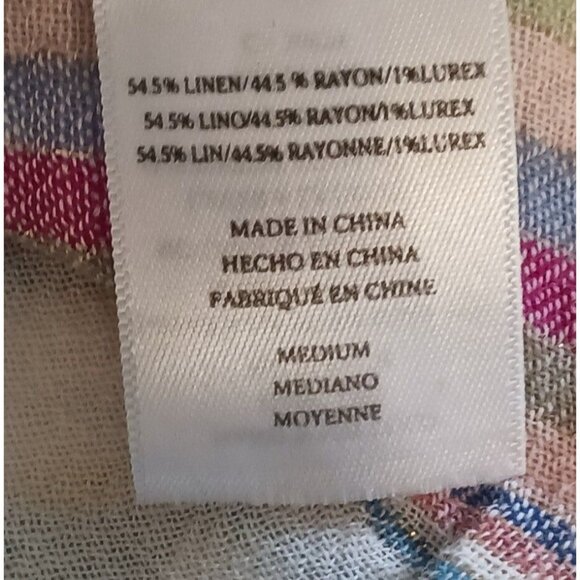 54.5% LINEN/44.5 % RAYON/1%LUREX
54.5% LINO/44.5% RAYON/1%LUREX
54.5% LIN/44.5% RAYONNE/1%LUREX
MADE IN CHINA
HECHO EN CHINA
FABRIQUÉ EN CHINE
MEDIUM
MEDIANO
MOYENNE